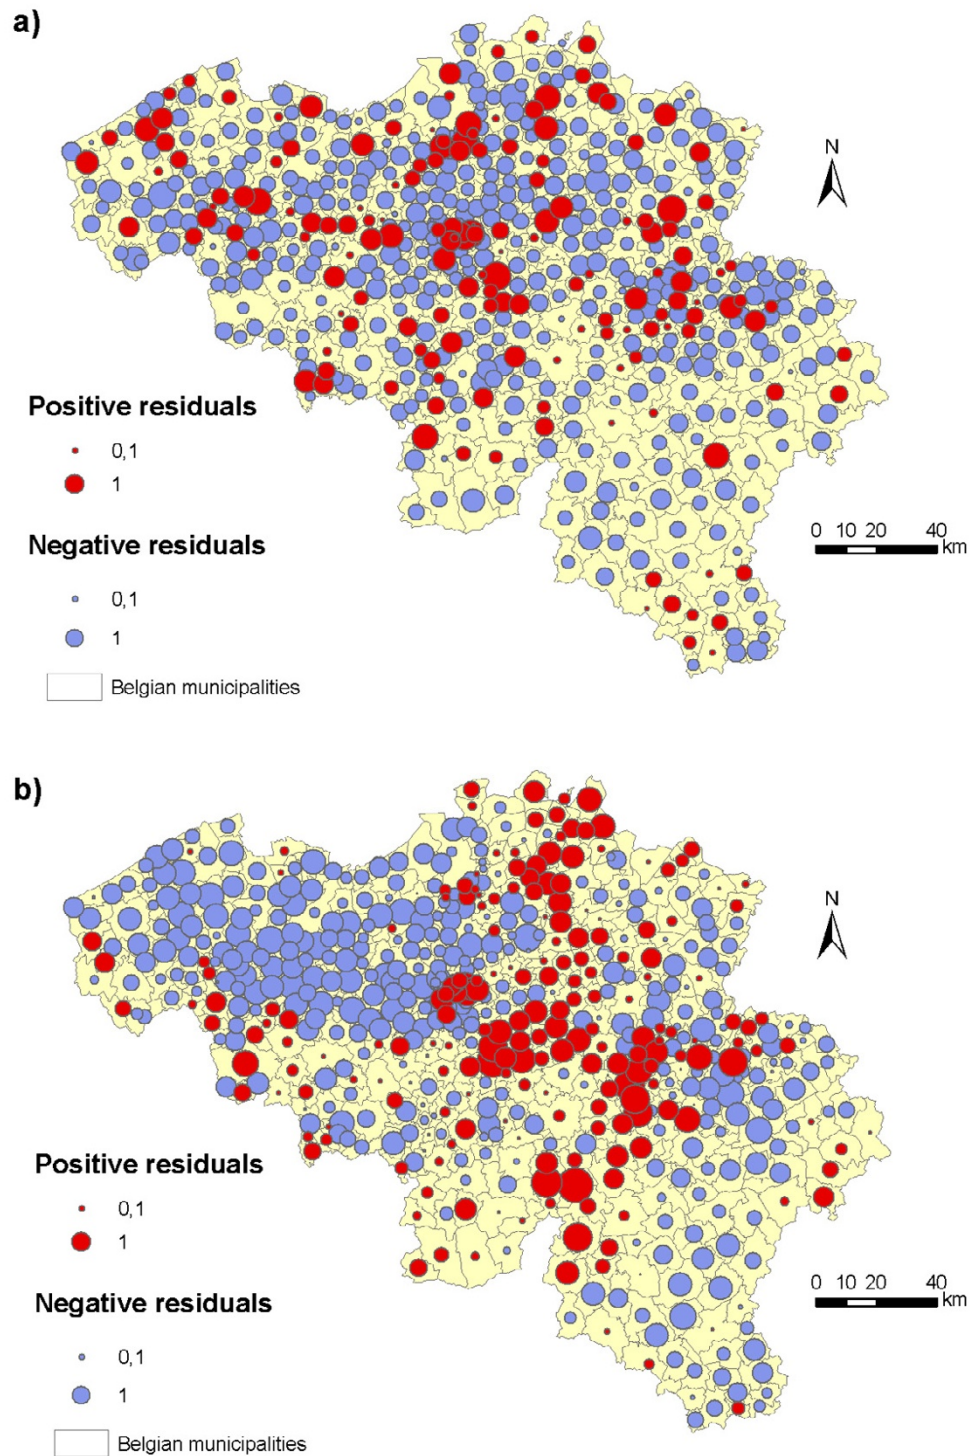 a)
N
Positive residuals
0,1
1
Negative residuals
0,1
1
Belgian municipalities
0 10 20 40
km
b)
N
Positive residuals
0,1
1
Negative residuals
0,1
1
Belgian municipalities
0 10 20 40
km